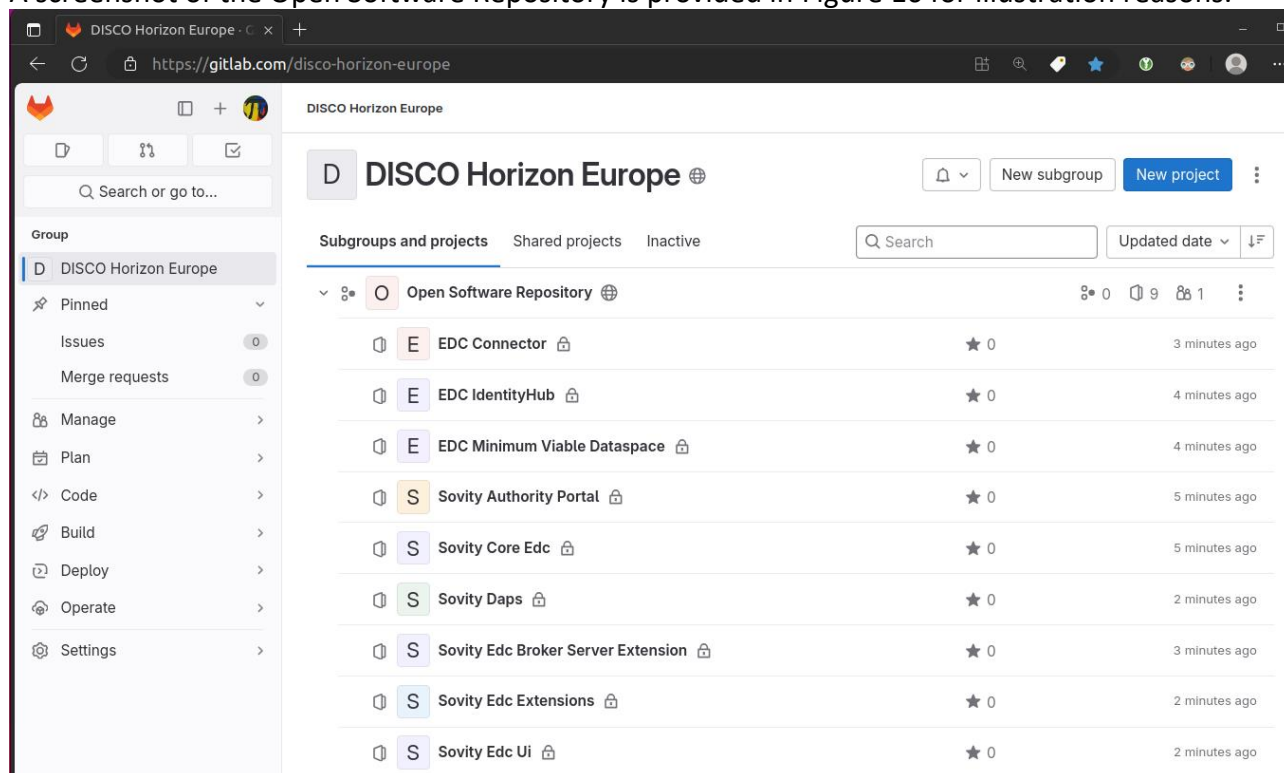 A screenshot of the Open Software Repository is provided in Figure 10 for illustration reasons.
DISCO Horizon Europe · G
https://gitlab.com/disco-horizon-europe
DISCO Horizon Europe
Search or go to...
D DISCO Horizon Europe
New subgroup
New project
Group
D DISCO Horizon Europe
Pinned
Issues 0
Merge requests 0
Manage
Plan
Code
Build
Deploy
Operate
Settings
Subgroups and projects Shared projects Inactive
Search
Updated date
O Open Software Repository 0 9 1
E EDC Connector 0 3 minutes ago
E EDC IdentityHub 0 4 minutes ago
E EDC Minimum Viable Dataspace 0 4 minutes ago
S Sovity Authority Portal 0 5 minutes ago
S Sovity Core Edc 0 5 minutes ago
S Sovity Daps 0 2 minutes ago
S Sovity Edc Broker Server Extension 0 3 minutes ago
S Sovity Edc Extensions 0 2 minutes ago
S Sovity Edc Ui 0 2 minutes ago